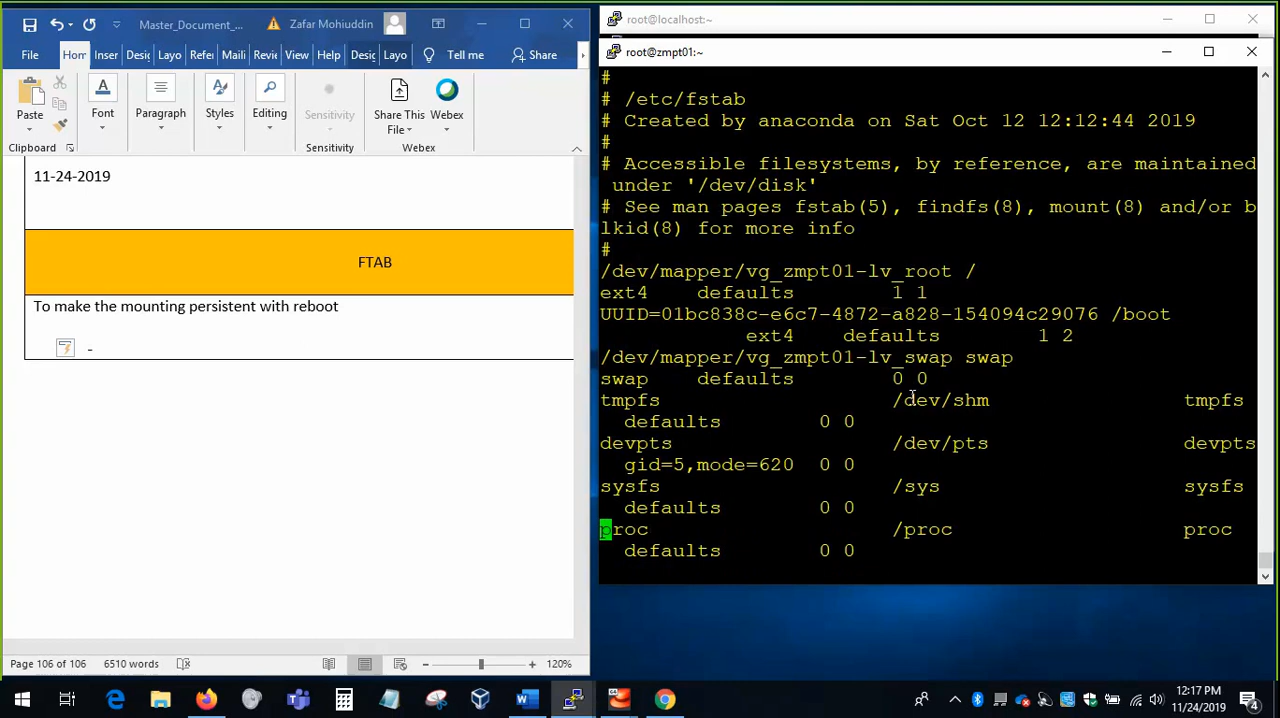 Master_Document_...
Zafar Mohiuddin
File
Hom
Inser
Desig
Layo
Refer
Maili
Revie
View
Help
Desig
Layo
Tell me
Share
Paste
Font
Paragraph
Styles
Editing
Sensitivity
Share This
File
Webex
Clipboard
Sensitivity
Webex
11-24-2019
FTAB
To make the mounting persistent with reboot
-
Page 106 of 106
6510 words
120%
root@localhost:~
root@zmpt01:~
#
# /etc/fstab
# Created by anaconda on Sat Oct 12 12:12:44 2019
#
# Accessible filesystems, by reference, are maintained
under '/dev/disk'
# See man pages fstab(5), findfs(8), mount(8) and/or b
lkid(8) for more info
#
/dev/mapper/vg_zmpt01-lv_root /
ext4 defaults 1 1
UUID=01bc838c-e6c7-4872-a828-154094c29076 /boot
ext4 defaults 1 2
/dev/mapper/vg_zmpt01-lv_swap swap
swap defaults 0 0
tmpfs /dev/shm tmpfs
defaults 0 0
devpts /dev/pts devpts
gid=5,mode=620 0 0
sysfs /sys sysfs
defaults 0 0
proc /proc proc
defaults 0 0
12:17 PM
11/24/2019
4